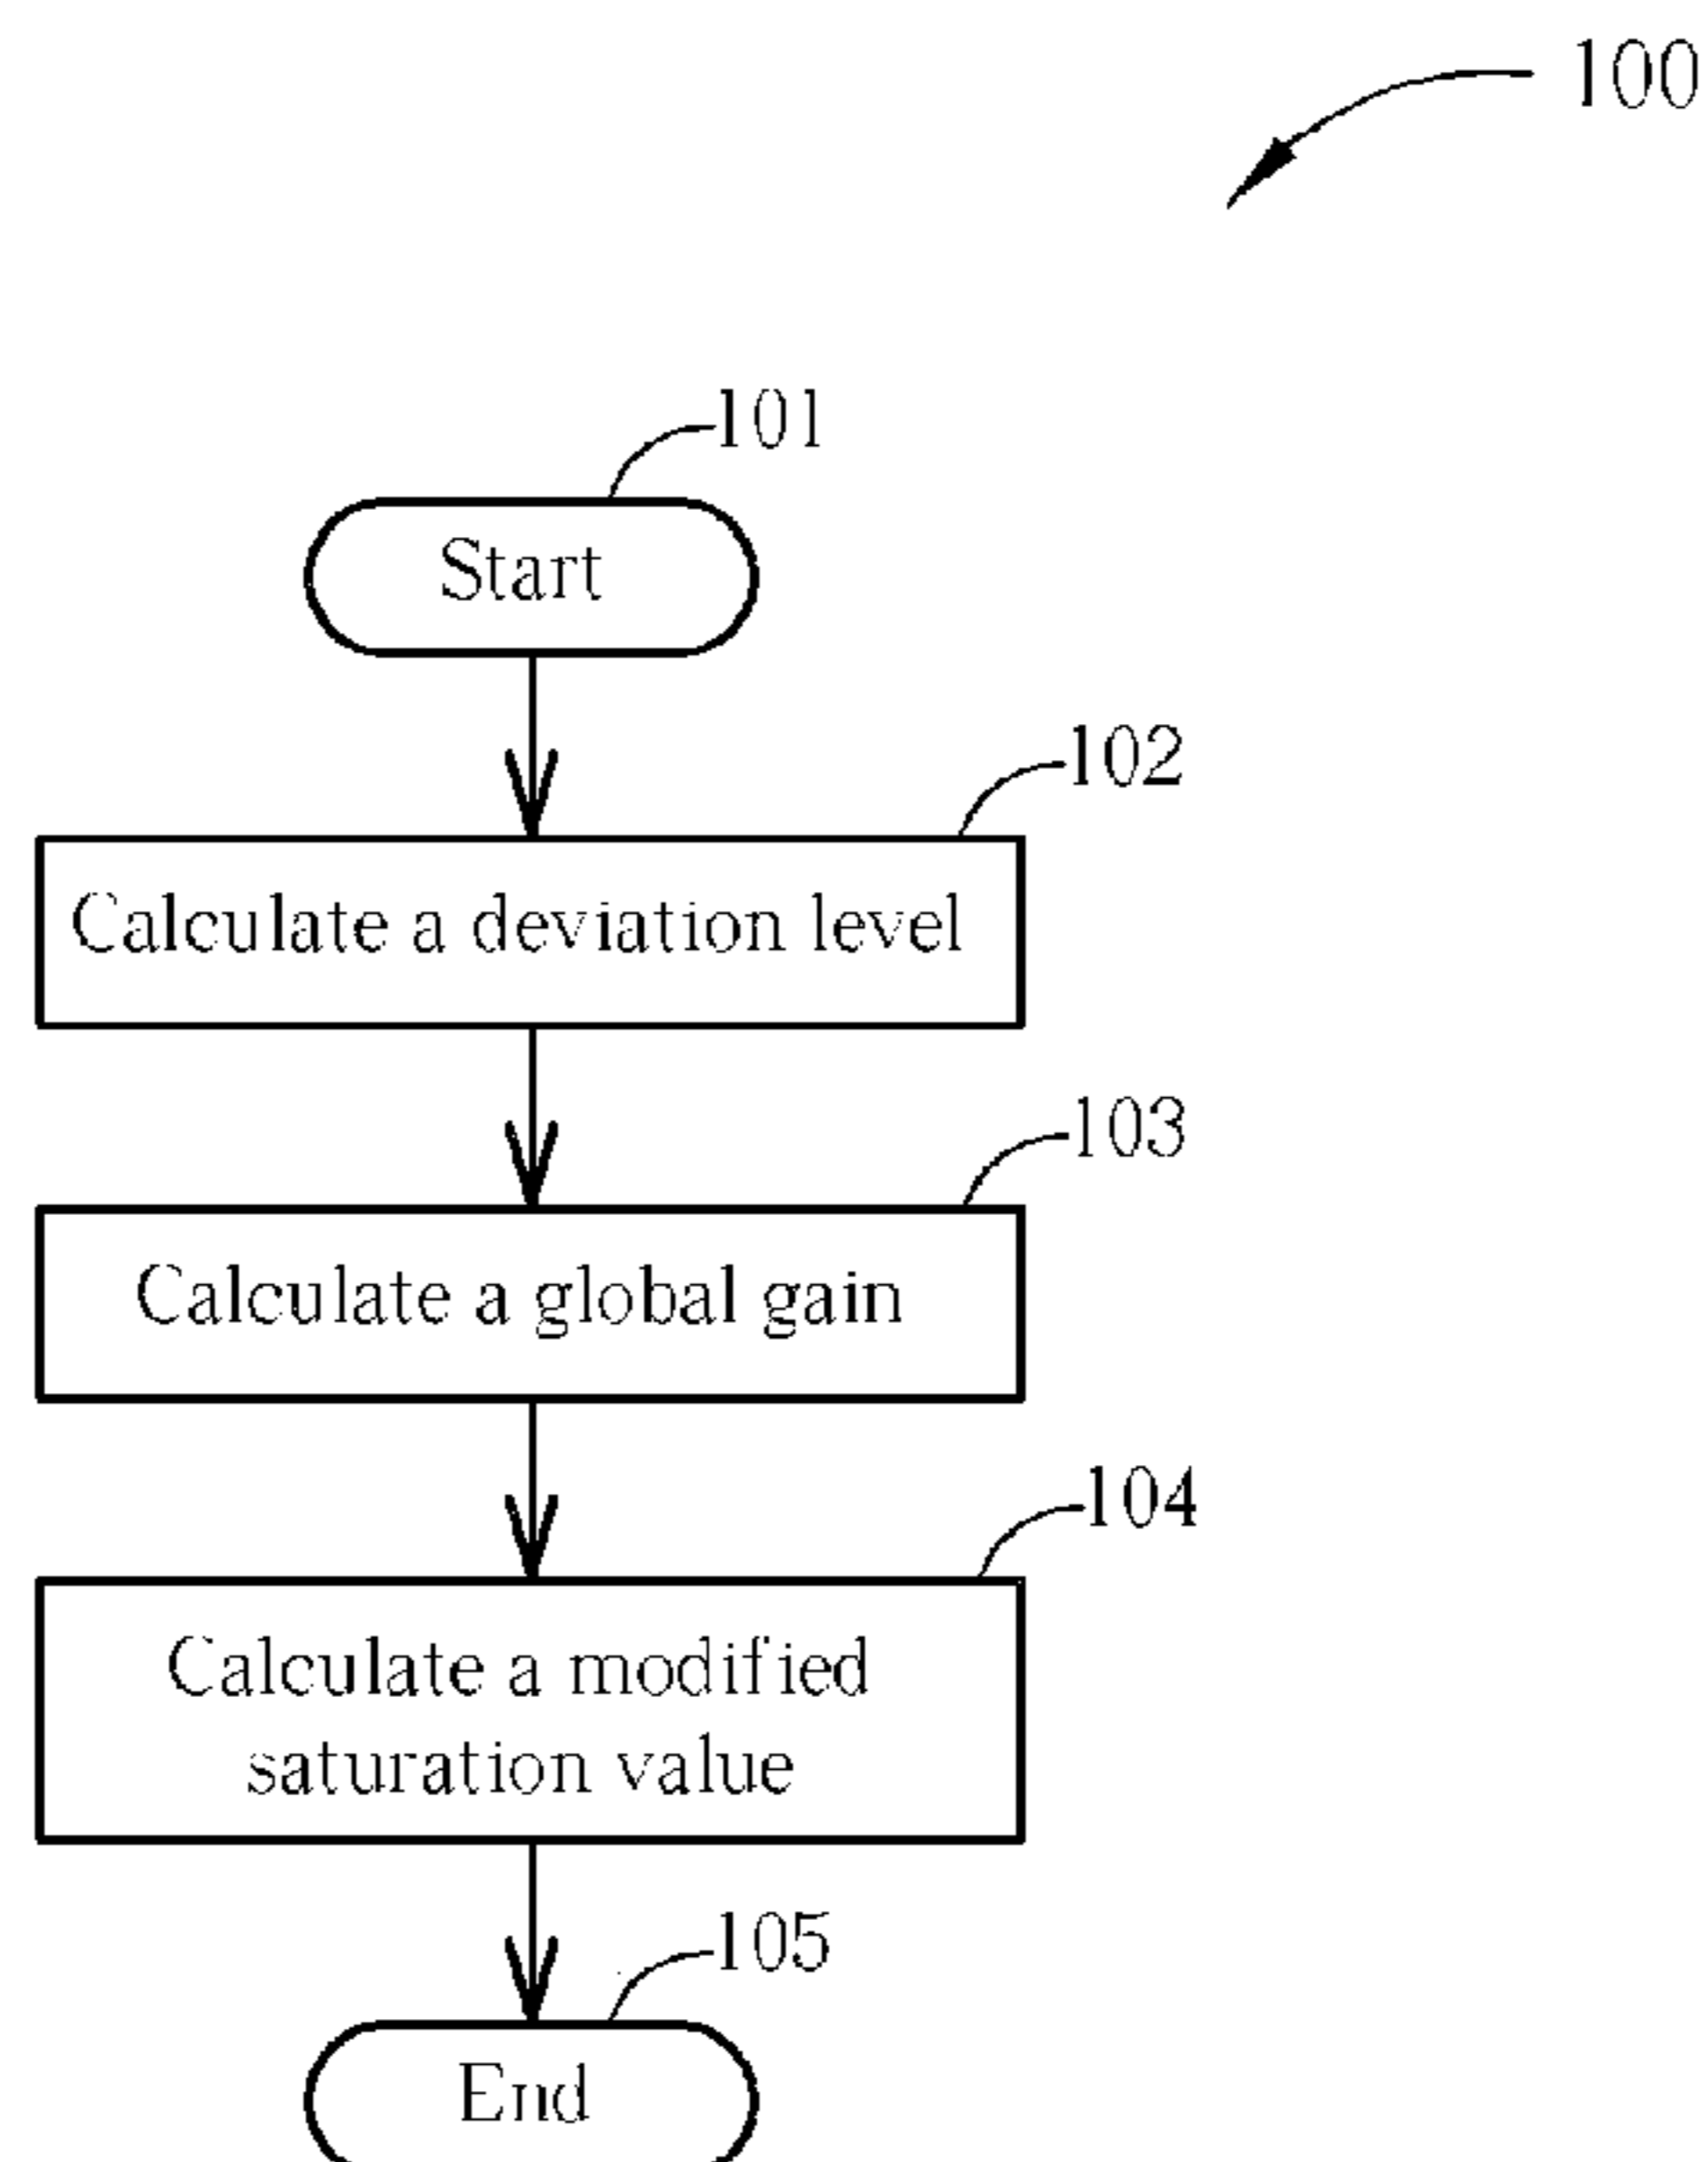 100
101
Start
102
Calculate a deviation level
103
Calculate a global gain
104
Calculate a modified
saturation value
105
End